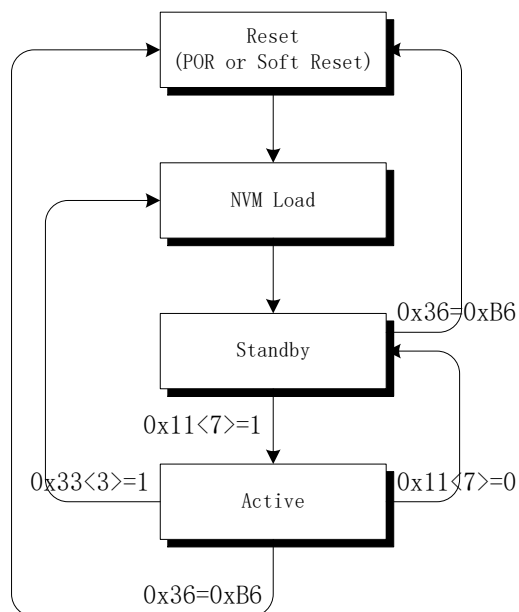 Reset
(POR or Soft Reset)
NVM Load
0x36=0xB6
Standby
0x11<7>=1
0x33<3>=1
Active
0x11<7>=0
0x36=0xB6